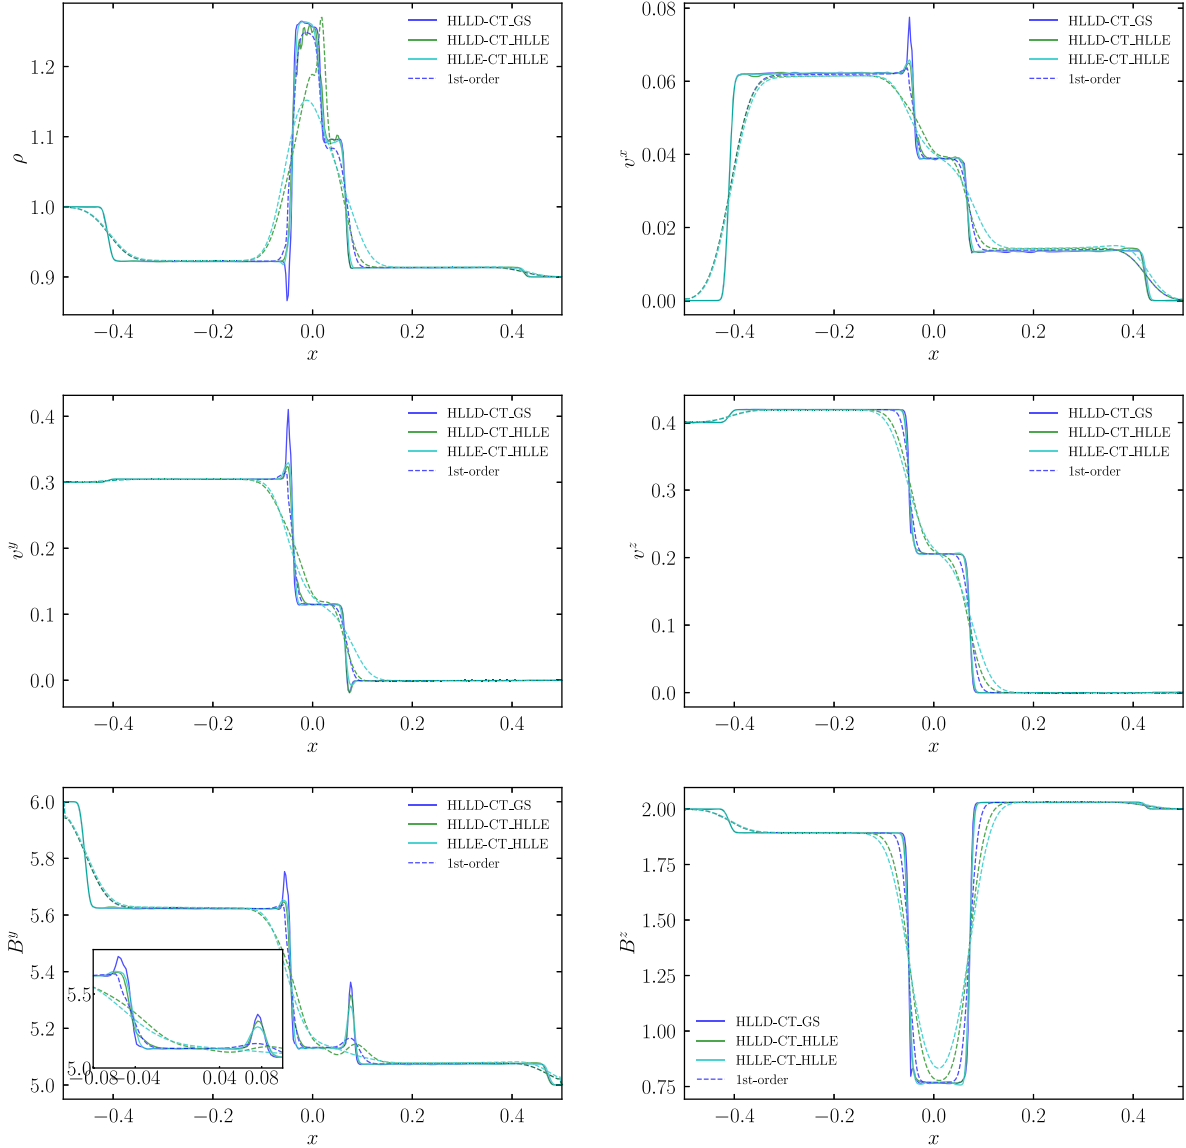 HLLD-CT_GS
HLLD-CT_HLLE
HLLE-CT_HLLE
1st-order
1.2
1.1
1.0
0.9
ρ
−0.4 −0.2 0.0 0.2 0.4
x
HLLD-CT_GS
HLLD-CT_HLLE
HLLE-CT_HLLE
1st-order
0.08
0.06
0.04
0.02
0.00
v^x
−0.4 −0.2 0.0 0.2 0.4
x
HLLD-CT_GS
HLLD-CT_HLLE
HLLE-CT_HLLE
1st-order
0.4
0.3
0.2
0.1
0.0
v^y
−0.4 −0.2 0.0 0.2 0.4
x
HLLD-CT_GS
HLLD-CT_HLLE
HLLE-CT_HLLE
1st-order
0.4
0.3
0.2
0.1
0.0
v^z
−0.4 −0.2 0.0 0.2 0.4
x
HLLD-CT_GS
HLLD-CT_HLLE
HLLE-CT_HLLE
1st-order
6.0
5.8
5.6
5.4
5.2
5.0
B^y
5.5
5.0
−0.08 −0.04 0.04 0.08
−0.4 −0.2 0.0 0.2 0.4
x
2.00
1.75
1.50
1.25
1.00
0.75
B^z
HLLD-CT_GS
HLLD-CT_HLLE
HLLE-CT_HLLE
1st-order
−0.4 −0.2 0.0 0.2 0.4
x